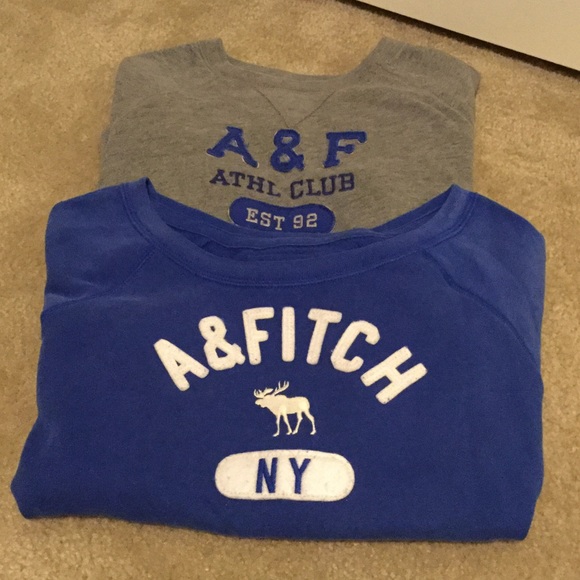 A & F
ATHL CLUB
EST 92
A&FITCH
NY